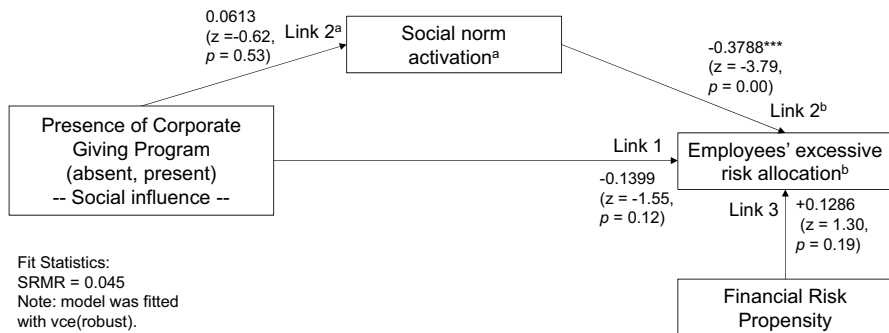 0.0613
(z =-0.62,
p = 0.53)
Link 2a
Social norm
activationa
-0.3788***
(z = -3.79,
p = 0.00)
Link 2b
Presence of Corporate
Giving Program
(absent, present)
-- Social influence --
Link 1
-0.1399
(z = -1.55,
p = 0.12)
Employees' excessive
risk allocationb
Link 3
+0.1286
(z = 1.30,
p = 0.19)
Fit Statistics:
SRMR = 0.045
Note: model was fitted
with vce(robust).
Financial Risk
Propensity